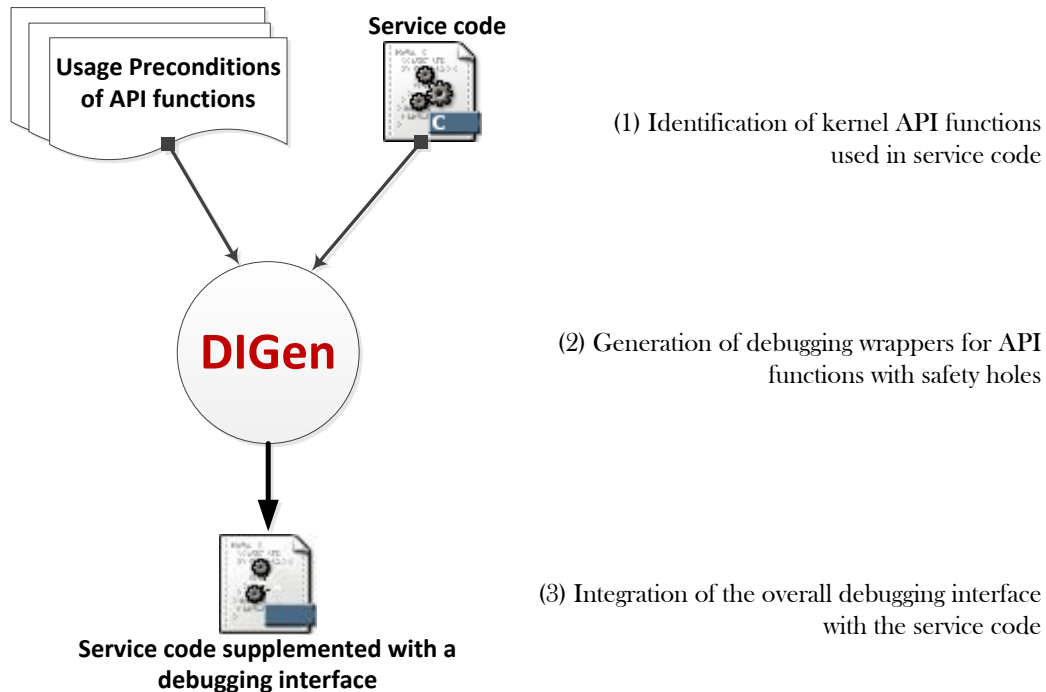 Service code
Usage Preconditions
of API functions
C
(1) Identification of kernel API functions
used in service code
DIGen
(2) Generation of debugging wrappers for API
functions with safety holes
(3) Integration of the overall debugging interface
with the service code
Service code supplemented with a
debugging interface